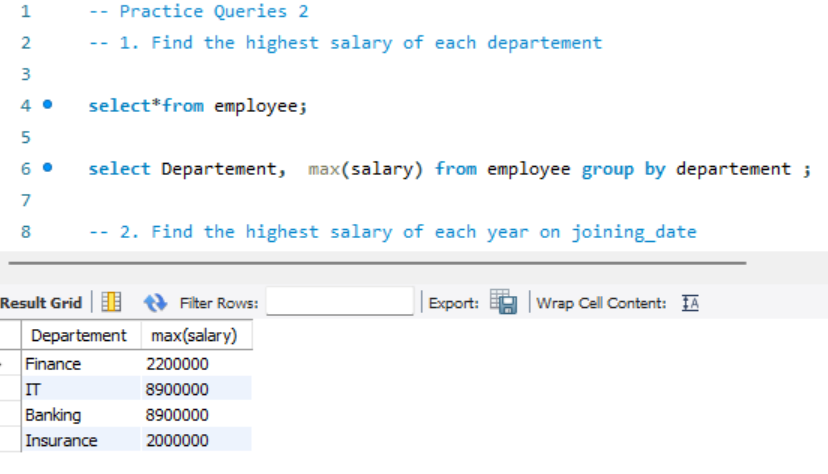 1 -- Practice Queries 2
2 -- 1. Find the highest salary of each departement
3
4 select*from employee;
5
6 select Departement, max(salary) from employee group by departement ;
7
8 -- 2. Find the highest salary of each year on joining_date
Result Grid Filter Rows: Export: Wrap Cell Content: IA
Departement max(salary)
Finance 2200000
IT 8900000
Banking 8900000
Insurance 2000000